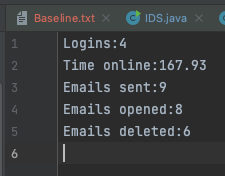 Baseline.txt
IDS.java
1 Logins:4
2 Time online:167.93
3 Emails sent:9
4 Emails opened:8
5 Emails deleted:6
6